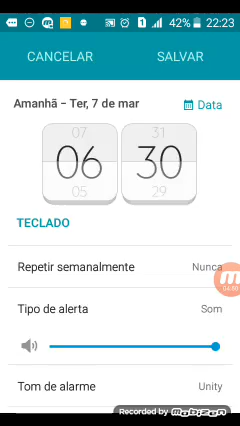 42% 22:23
CANCELAR SALVAR
Amanhã – Ter, 7 de mar Data
07 31
06 30
05 29
TECLADO
Repetir semanalmente Nunca
Tipo de alerta Som
Tom de alarme Unity
Recorded by mobizen